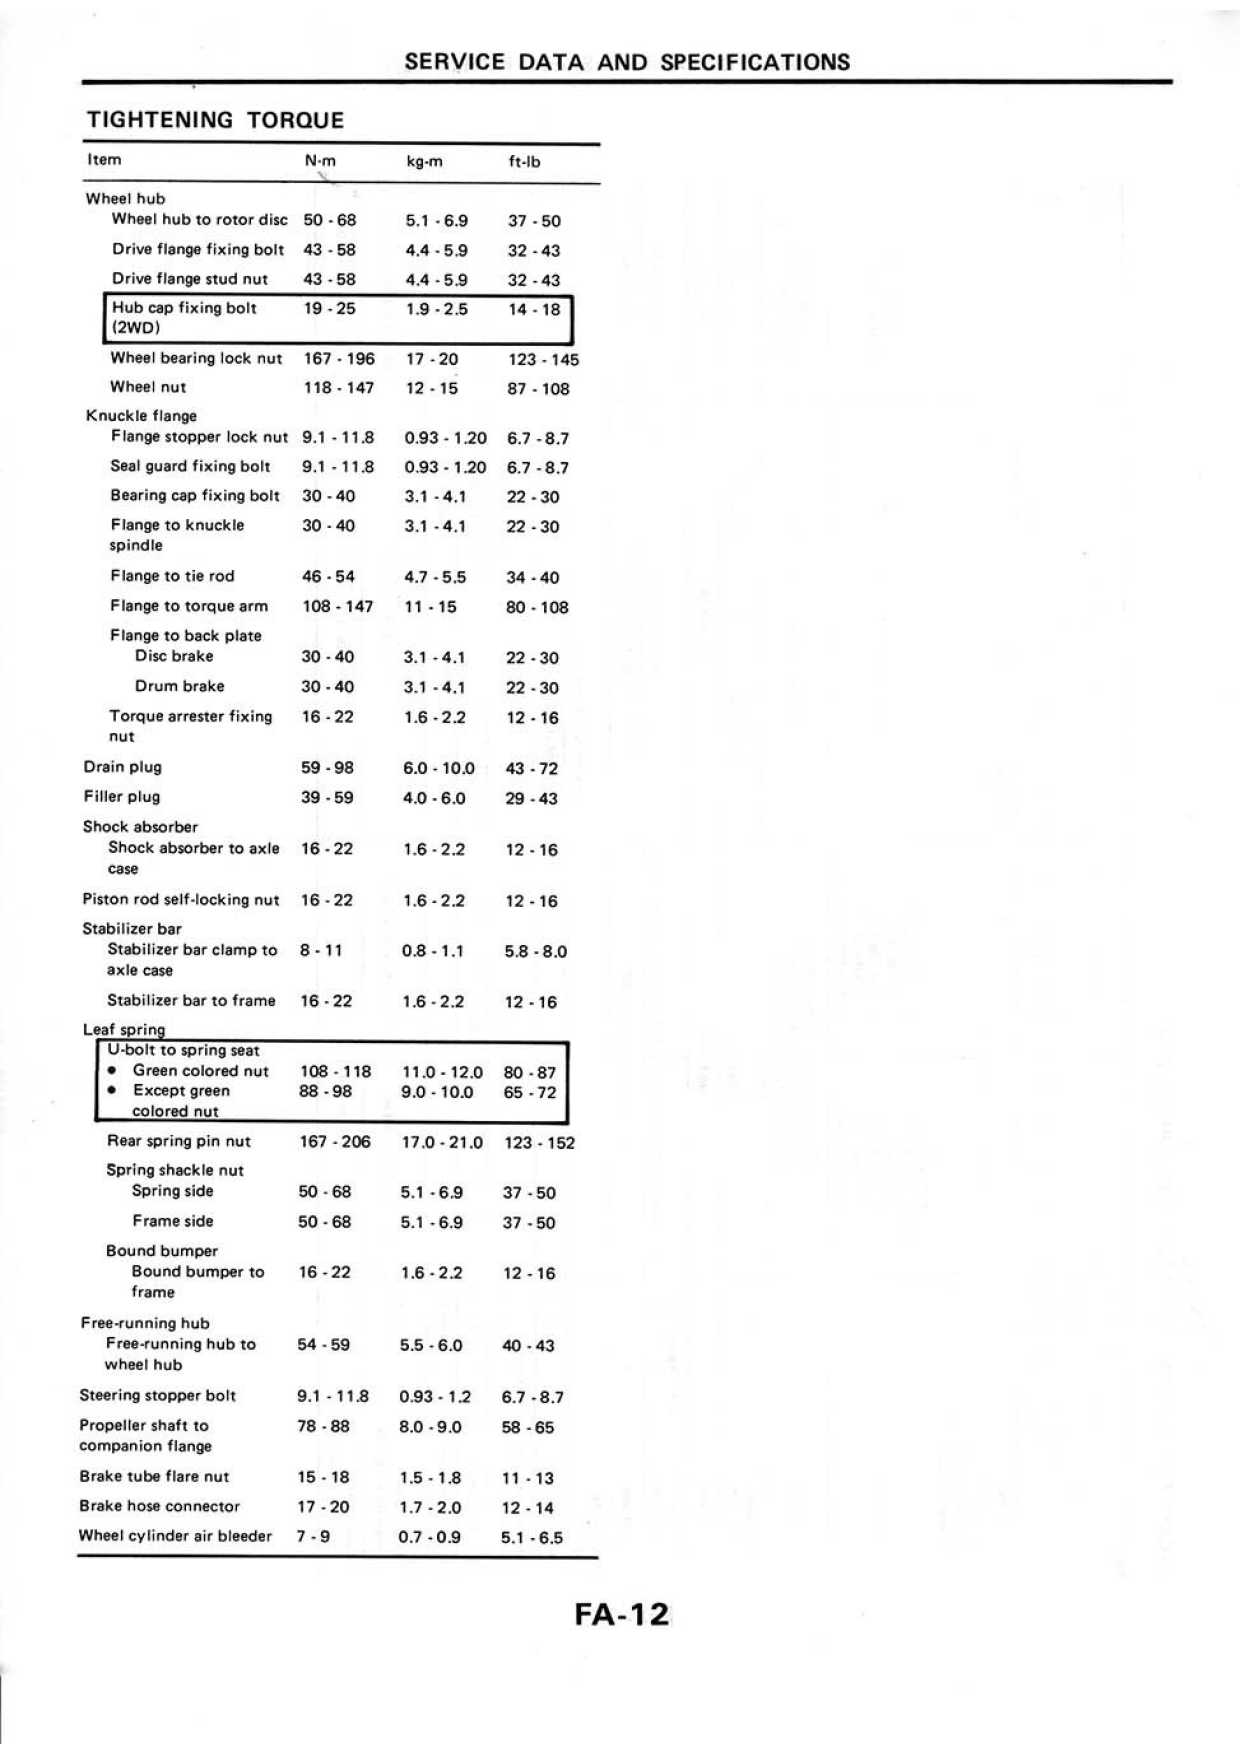 SERVICE DATA AND SPECIFICATIONS
TIGHTENING TORQUE
Item N·m kg-m ft-lb
Wheel hub
Wheel hub to rotor disc 50 - 68 5.1 - 6.9 37 - 50
Drive flange fixing bolt 43 - 58 4.4 - 5.9 32 - 43
Drive flange stud nut 43 - 58 4.4 - 5.9 32 - 43
Hub cap fixing bolt 19 - 25 1.9 - 2.5 14 - 18
(2WD)
Wheel bearing lock nut 167 - 196 17 - 20 123 - 145
Wheel nut 118 - 147 12 - 15 87 - 108
Knuckle flange
Flange stopper lock nut 9.1 - 11.8 0.93 - 1.20 6.7 - 8.7
Seal guard fixing bolt 9.1 - 11.8 0.93 - 1.20 6.7 - 8.7
Bearing cap fixing bolt 30 - 40 3.1 - 4.1 22 - 30
Flange to knuckle 30 - 40 3.1 - 4.1 22 - 30
spindle
Flange to tie rod 46 - 54 4.7 - 5.5 34 - 40
Flange to torque arm 108 - 147 11 - 15 80 - 108
Flange to back plate
Disc brake 30 - 40 3.1 - 4.1 22 - 30
Drum brake 30 - 40 3.1 - 4.1 22 - 30
Torque arrester fixing 16 - 22 1.6 - 2.2 12 - 16
nut
Drain plug 59 - 98 6.0 - 10.0 43 - 72
Filler plug 39 - 59 4.0 - 6.0 29 - 43
Shock absorber
Shock absorber to axle 16 - 22 1.6 - 2.2 12 - 16
case
Piston rod self-locking nut 16 - 22 1.6 - 2.2 12 - 16
Stabilizer bar
Stabilizer bar clamp to 8 - 11 0.8 - 1.1 5.8 - 8.0
axle case
Stabilizer bar to frame 16 - 22 1.6 - 2.2 12 - 16
Leaf spring
U-bolt to spring seat
• Green colored nut 108 - 118 11.0 - 12.0 80 - 87
• Except green 88 - 98 9.0 - 10.0 65 - 72
colored nut
Rear spring pin nut 167 - 206 17.0 - 21.0 123 - 152
Spring shackle nut
Spring side 50 - 68 5.1 - 6.9 37 - 50
Frame side 50 - 68 5.1 - 6.9 37 - 50
Bound bumper
Bound bumper to 16 - 22 1.6 - 2.2 12 - 16
frame
Free-running hub
Free-running hub to 54 - 59 5.5 - 6.0 40 - 43
wheel hub
Steering stopper bolt 9.1 - 11.8 0.93 - 1.2 6.7 - 8.7
Propeller shaft to 78 - 88 8.0 - 9.0 58 - 65
companion flange
Brake tube flare nut 15 - 18 1.5 - 1.8 11 - 13
Brake hose connector 17 - 20 1.7 - 2.0 12 - 14
Wheel cylinder air bleeder 7 - 9 0.7 - 0.9 5.1 - 6.5
FA-12